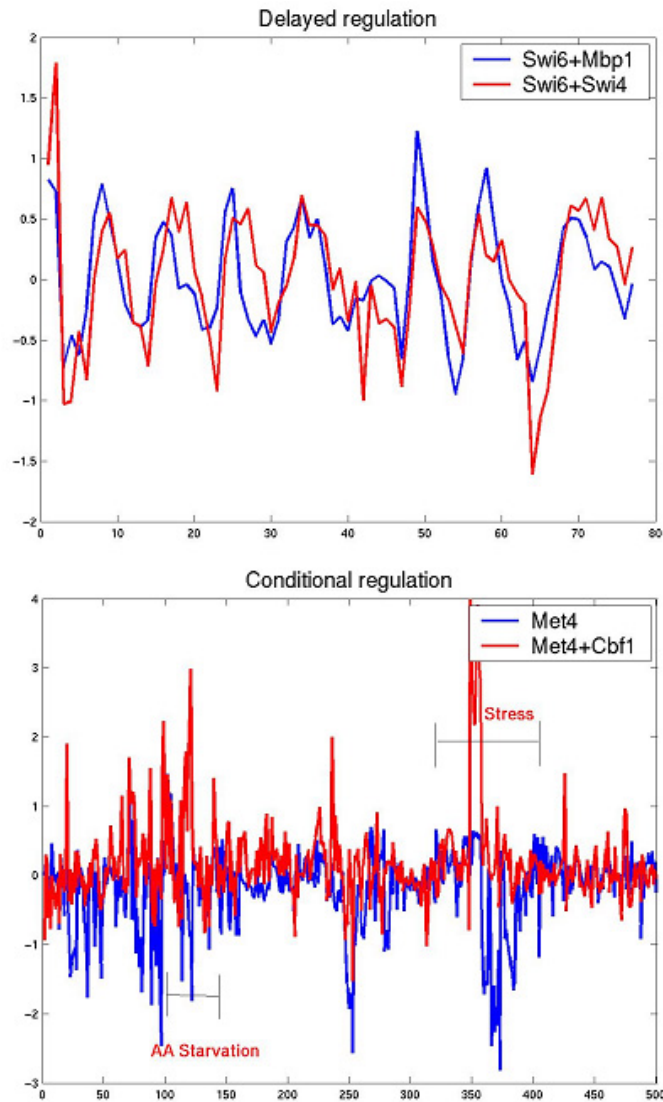 Delayed regulation
2
1.5
1
0.5
0
−0.5
−1
−1.5
−2
Swi6+Mbp1
Swi6+Swi4
0 10 20 30 40 50 60 70 80
Conditional regulation
4
3
2
1
0
−1
−2
−3
Met4
Met4+Cbf1
Stress
AA Starvation
0 50 100 150 200 250 300 350 400 450 500